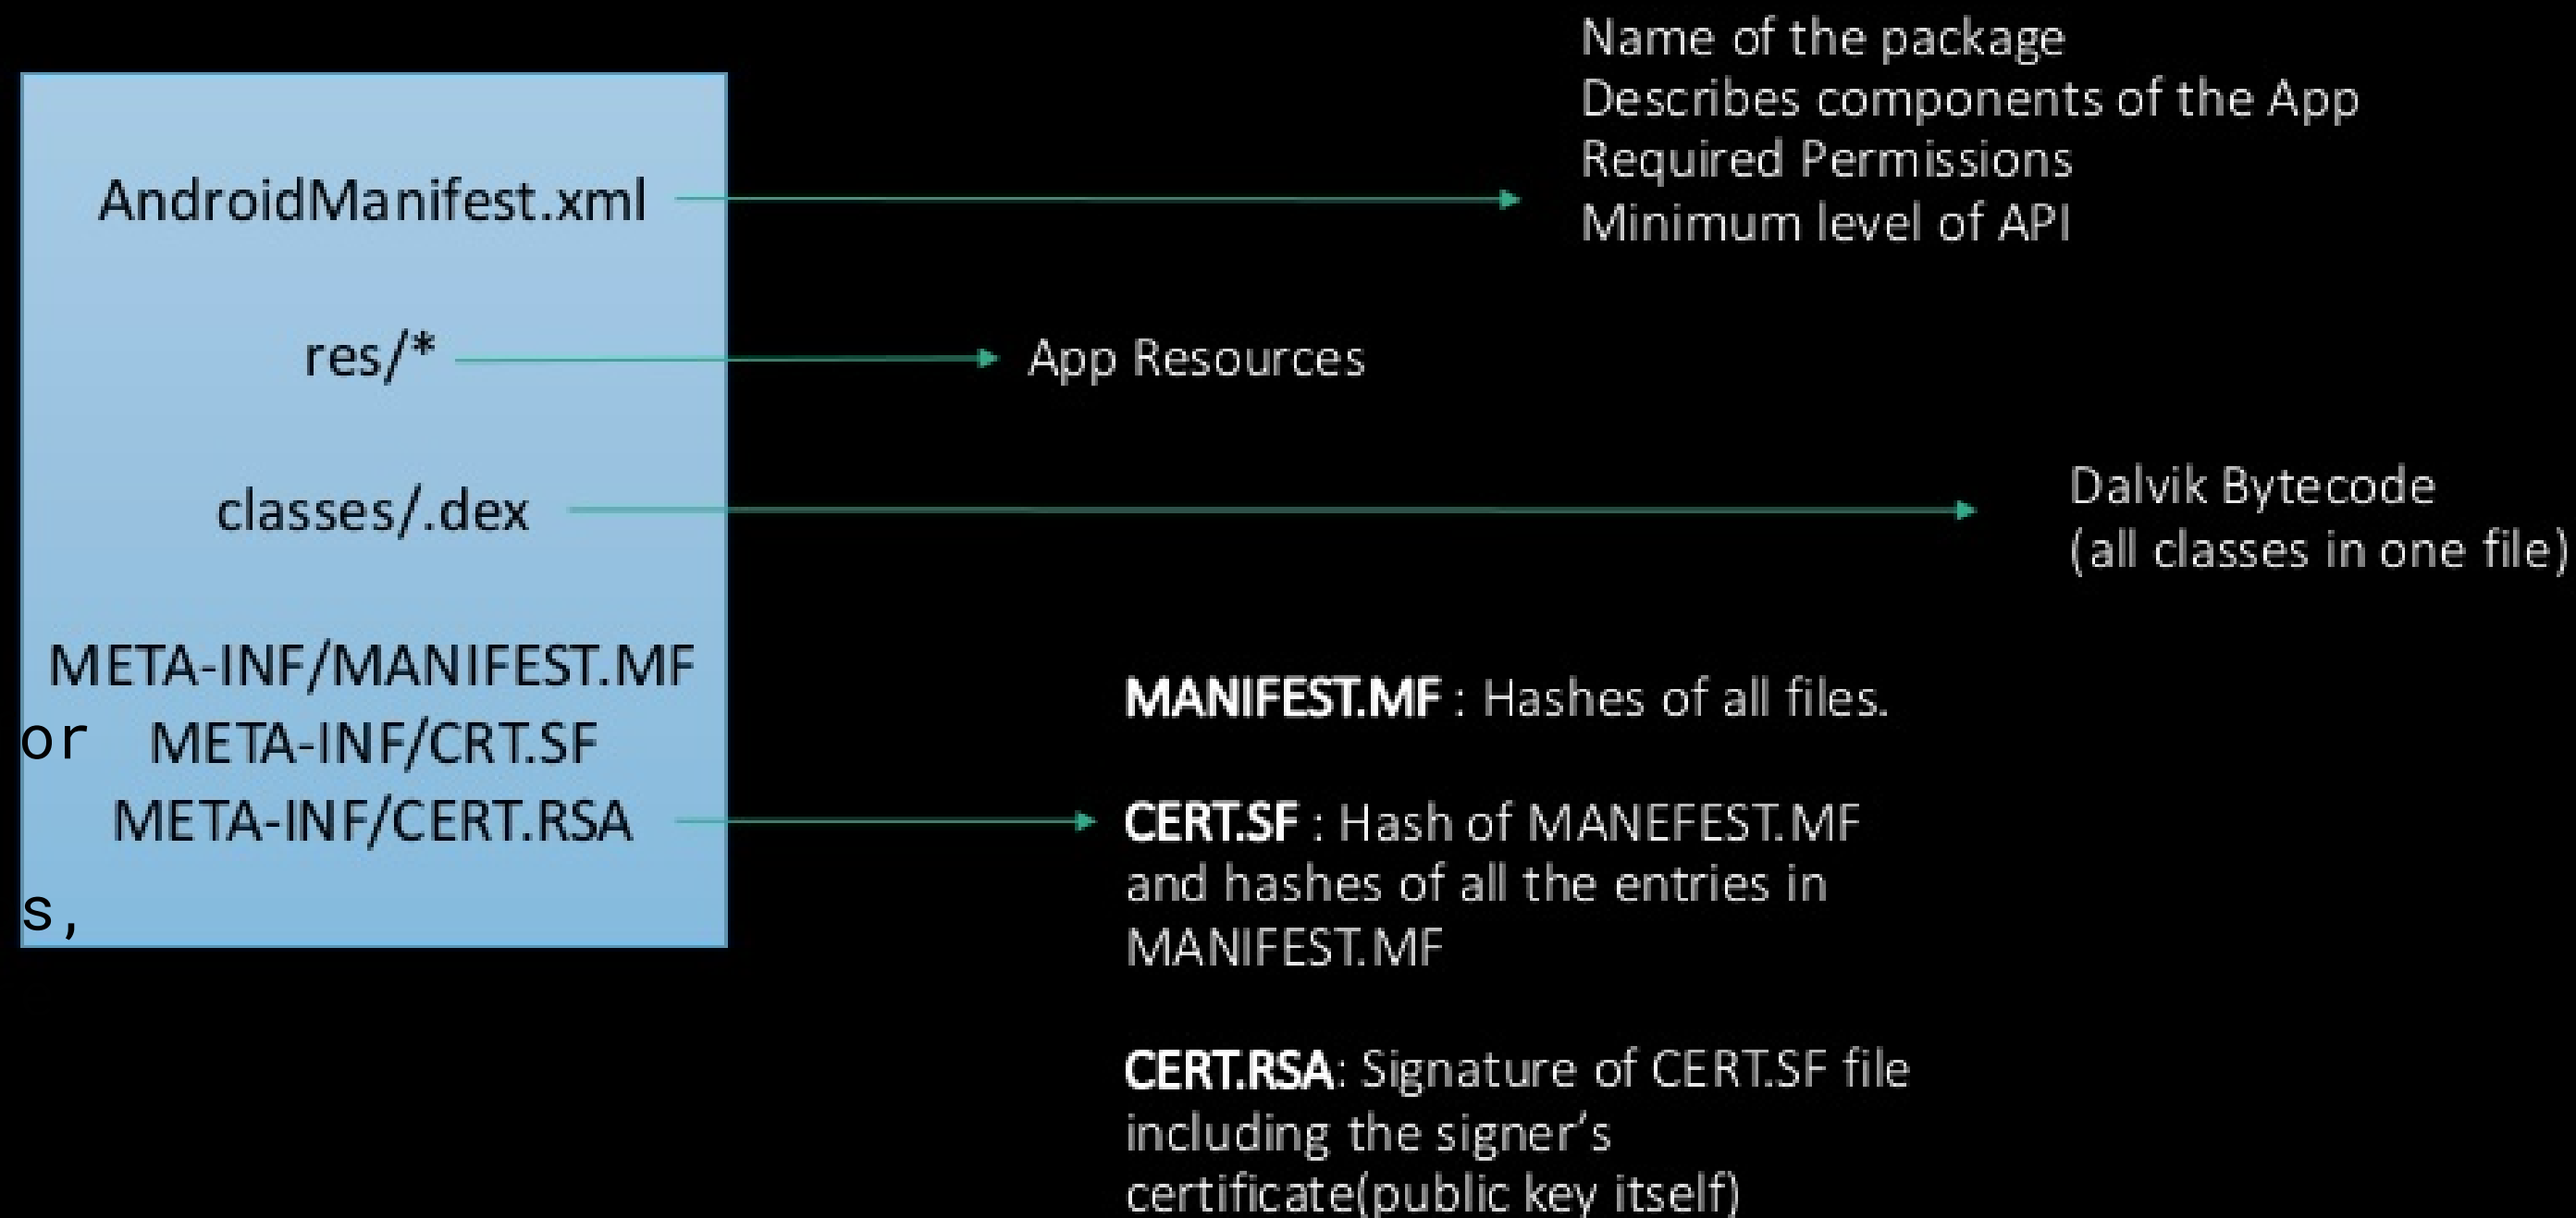 Name of the package
Describes components of the App
Required Permissions
Minimum level of API
AndroidManifest.xml
res/*
App Resources
classes/.dex
Dalvik Bytecode
(all classes in one file)
META-INF/MANIFEST.MF
or META-INF/CRT.SF
META-INF/CERT.RSA
s,
MANIFEST.MF : Hashes of all files.
CERT.SF : Hash of MANEFEST.MF
and hashes of all the entries in
MANIFEST.MF
CERT.RSA: Signature of CERT.SF file
including the signer’s
certificate(public key itself)